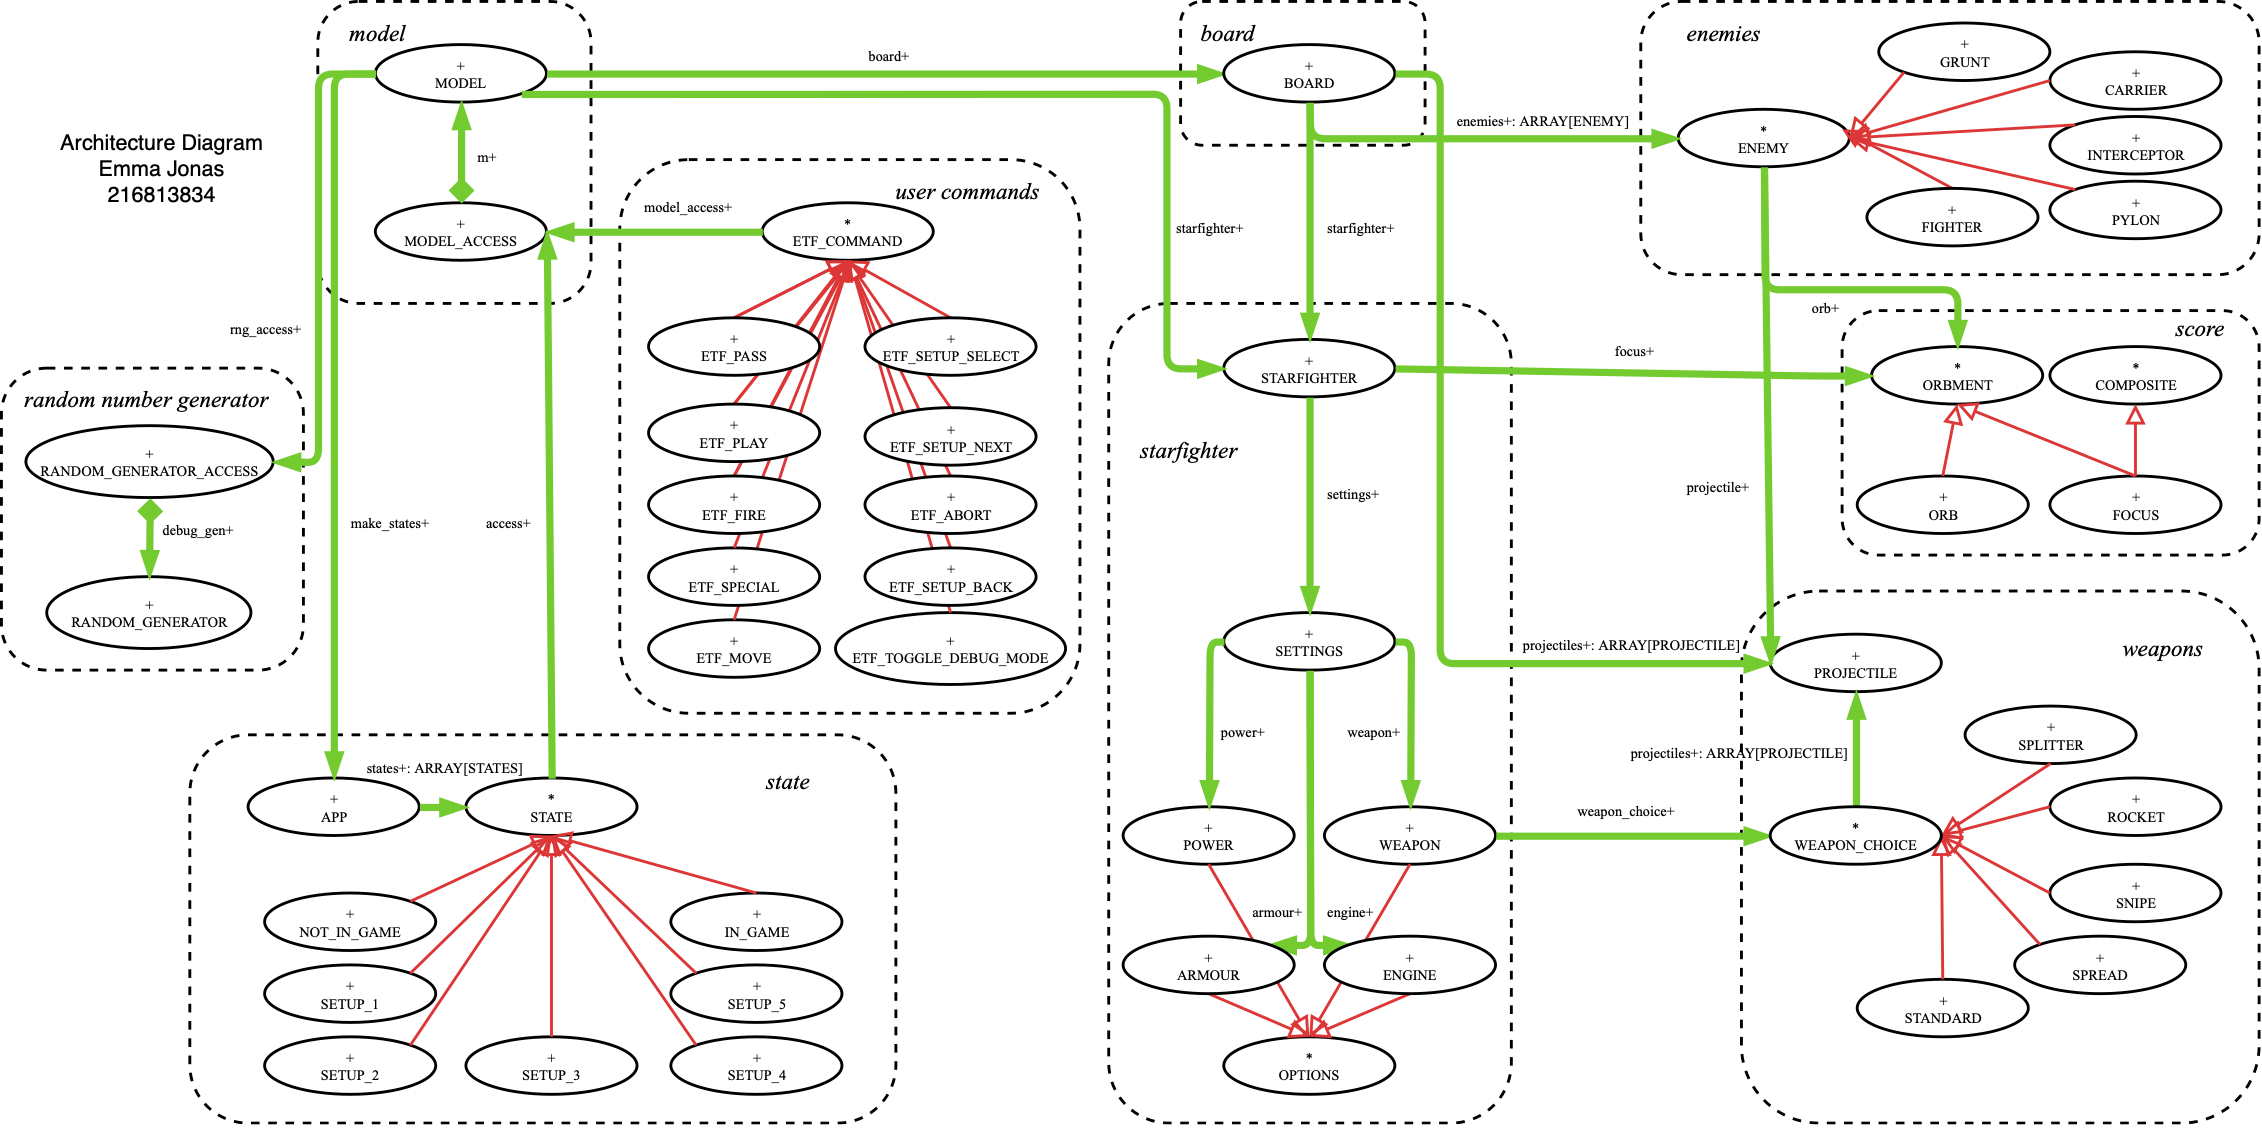 Architecture Diagram
Emma Jonas
216813834
model
+
MODEL
m+
+
MODEL_ACCESS
board+
board
+
BOARD
enemies+: ARRAY[ENEMY]
enemies
*
ENEMY
+
GRUNT
+
CARRIER
+
INTERCEPTOR
+
PYLON
+
FIGHTER
user commands
model_access+
*
ETF_COMMAND
+
ETF_PASS
+
ETF_SETUP_SELECT
+
ETF_PLAY
+
ETF_SETUP_NEXT
+
ETF_FIRE
+
ETF_ABORT
+
ETF_SPECIAL
+
ETF_SETUP_BACK
+
ETF_MOVE
+
ETF_TOGGLE_DEBUG_MODE
starfighter+
starfighter+
rng_access+
random number generator
+
RANDOM_GENERATOR_ACCESS
debug_gen+
+
RANDOM_GENERATOR
make_states+
access+
starfighter
+
STARFIGHTER
focus+
settings+
+
SETTINGS
power+
weapon+
+
POWER
+
WEAPON
armour+
engine+
+
ARMOUR
+
ENGINE
*
OPTIONS
orb+
score
*
ORBMENT
*
COMPOSITE
+
ORB
+
FOCUS
projectile+
projectiles+: ARRAY[PROJECTILE]
weapons
+
PROJECTILE
projectiles+: ARRAY[PROJECTILE]
weapon_choice+
*
WEAPON_CHOICE
+
SPLITTER
+
ROCKET
+
SNIPE
+
SPREAD
+
STANDARD
state
states+: ARRAY[STATES]
+
APP
*
STATE
+
NOT_IN_GAME
+
IN_GAME
+
SETUP_1
+
SETUP_5
+
SETUP_2
+
SETUP_3
+
SETUP_4